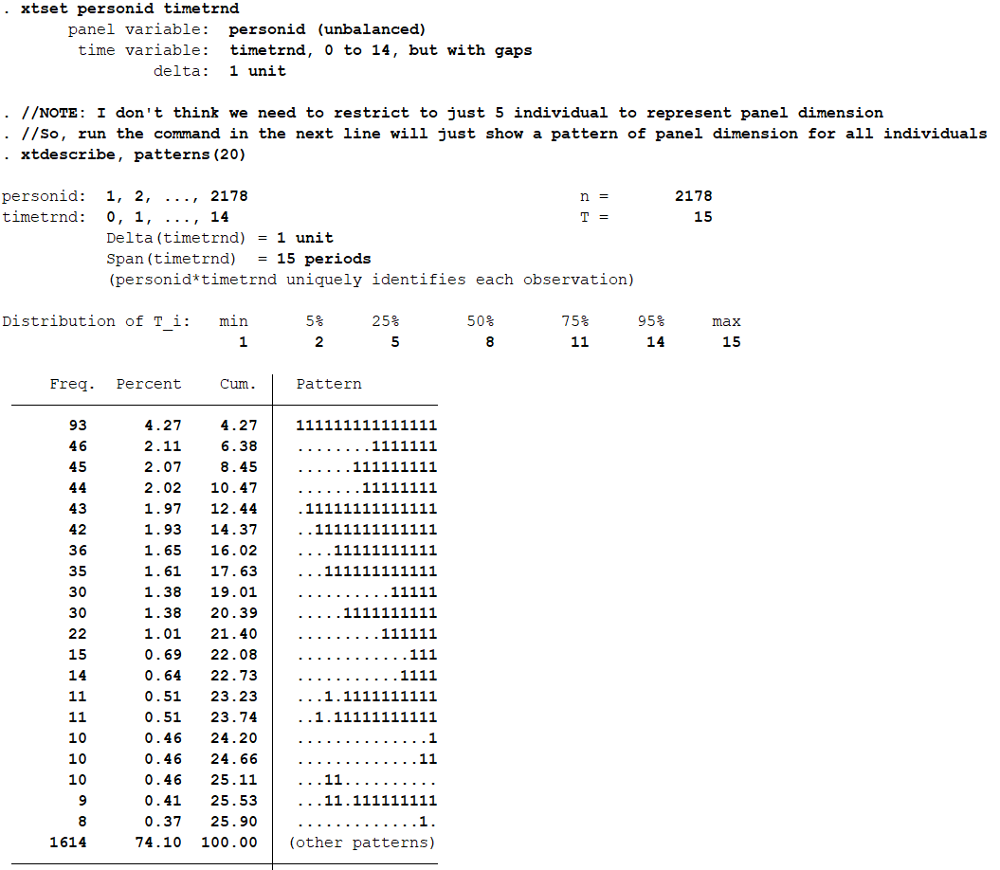 . xtset personid timetrnd
panel variable: personid (unbalanced)
time variable: timetrnd, 0 to 14, but with gaps
delta: 1 unit
. //NOTE: I don't think we need to restrict to just 5 individual to represent panel dimension
. //So, run the command in the next line will just show a pattern of panel dimension for all individuals
. xtdescribe, patterns(20)
personid: 1, 2, ..., 2178 n = 2178
timetrnd: 0, 1, ..., 14 T = 15
Delta(timetrnd) = 1 unit
Span(timetrnd) = 15 periods
(personid*timetrnd uniquely identifies each observation)
Distribution of T_i: min 5% 25% 50% 75% 95% max
1 2 5 8 11 14 15
Freq. Percent Cum. Pattern
93 4.27 4.27 111111111111111
46 2.11 6.38 ........1111111
45 2.07 8.45 ......111111111
44 2.02 10.47 .......11111111
43 1.97 12.44 .11111111111111
42 1.93 14.37 ..1111111111111
36 1.65 16.02 ....11111111111
35 1.61 17.63 ...111111111111
30 1.38 19.01 ..........11111
30 1.38 20.39 .....1111111111
22 1.01 21.40 .........111111
15 0.69 22.08 ............111
14 0.64 22.73 ...........1111
11 0.51 23.23 ...1.1111111111
11 0.51 23.74 ..1.11111111111
10 0.46 24.20 ..............1
10 0.46 24.66 .............11
10 0.46 25.11 ...11..........
9 0.41 25.53 ...11.111111111
8 0.37 25.90 .............1.
1614 74.10 100.00 (other patterns)